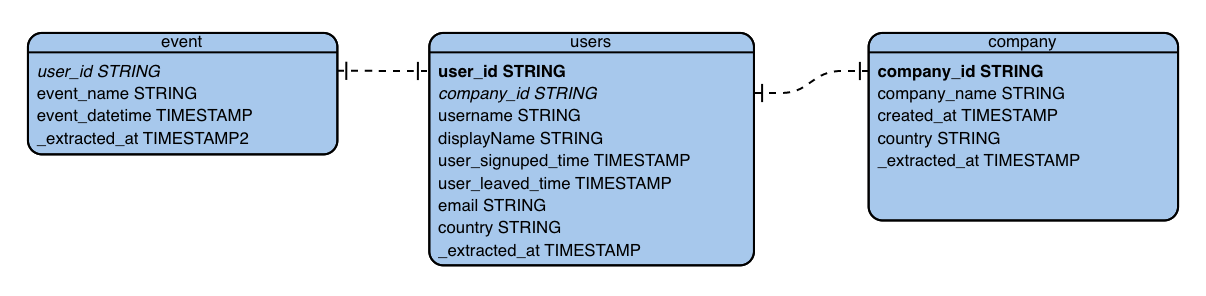 event
user_id STRING
event_name STRING
event_datetime TIMESTAMP
_extracted_at TIMESTAMP2
users
user_id STRING
company_id STRING
username STRING
displayName STRING
user_signuped_time TIMESTAMP
user_leaved_time TIMESTAMP
email STRING
country STRING
_extracted_at TIMESTAMP
company
company_id STRING
company_name STRING
created_at TIMESTAMP
country STRING
_extracted_at TIMESTAMP